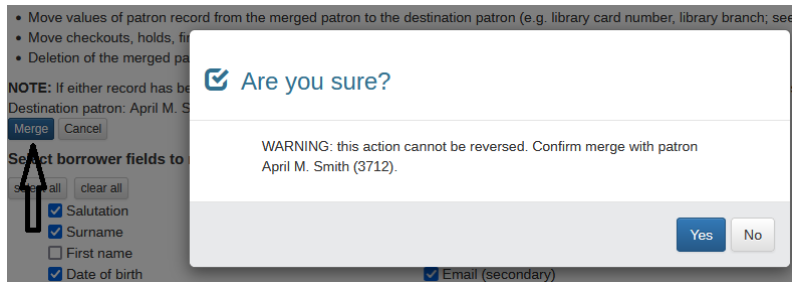 • Move values of patron record from the merged patron to the destination patron (e.g. library card number, library branch; see
• Move checkouts, holds, fi
• Deletion of the merged pa
NOTE: If either record has be
Destination patron: April M. S
Merge Cancel
Select borrower fields to
select all clear all
Salutation
Surname
First name
Date of birth
Email (secondary)
Are you sure?
WARNING: this action cannot be reversed. Confirm merge with patron
April M. Smith (3712).
Yes No